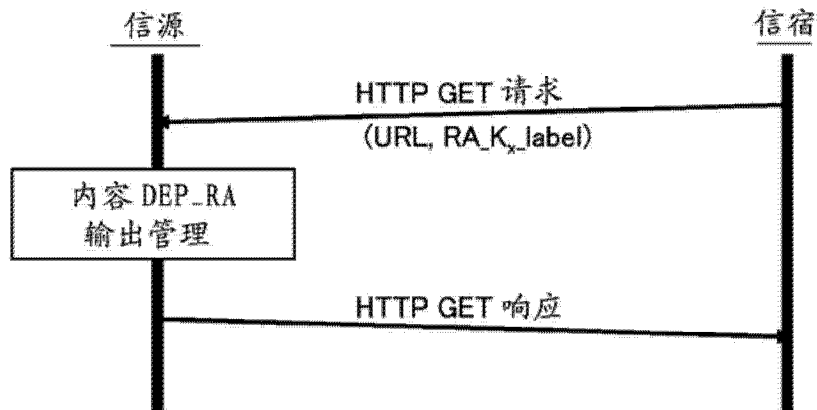 信源
信宿
HTTP GET 请求
(URL, RA_Kx_label)
内容 DEP_RA
输出管理
HTTP GET 响应